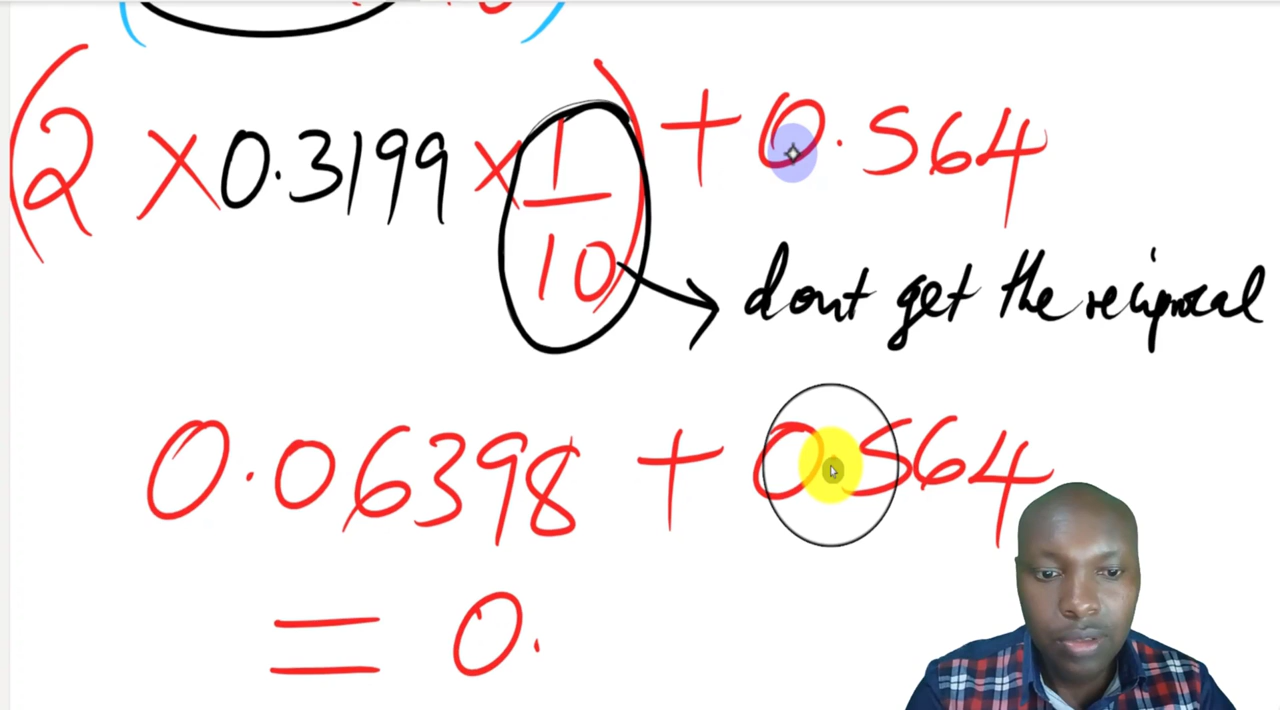 (2 × 0.3199 × 1/10) + 0.564
dont get the reciprocal
0.06398 + 0.564
= 0.